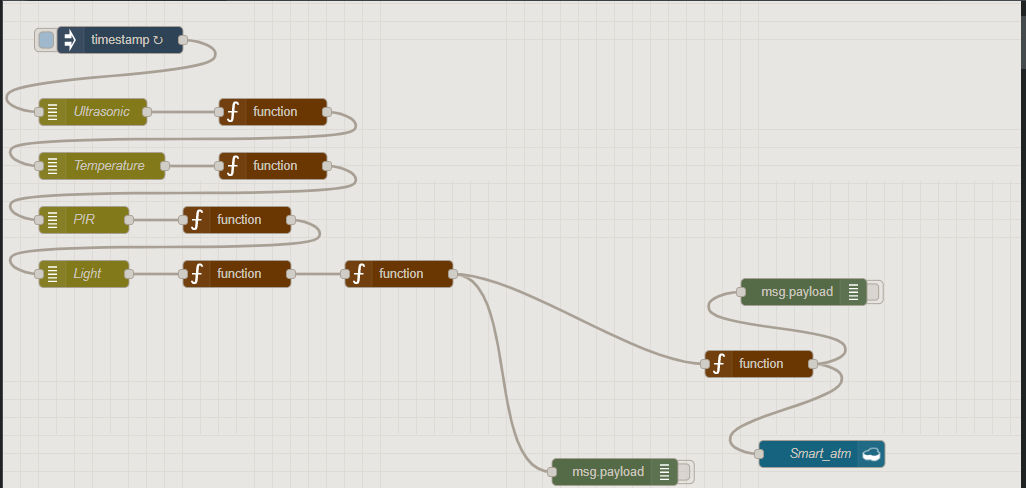 timestamp ↻
Ultrasonic
function
Temperature
function
PIR
function
Light
function
function
msg.payload
function
Smart_atm
msg.payload